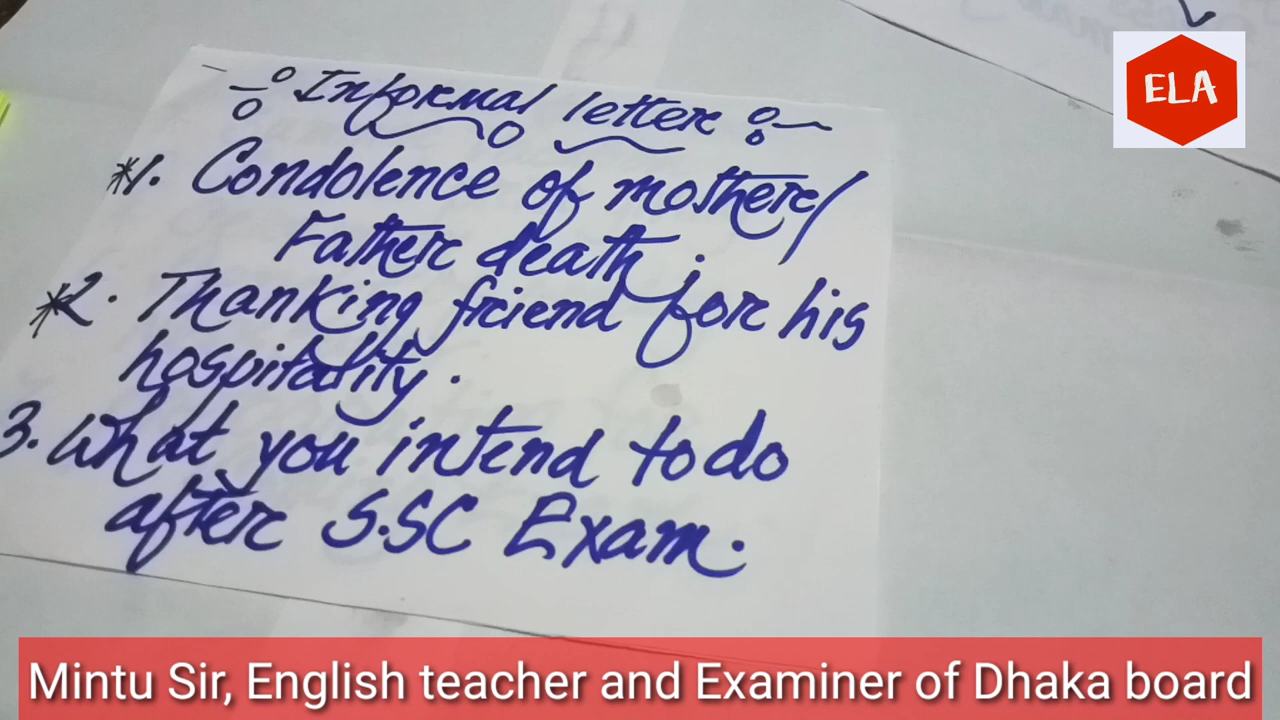 ELA
-: Informal letter :-
*1. Condolence of mother/
Father death.
*2. Thanking friend for his
hospitality.
3. What you intend to do
after S.SC Exam.
Mintu Sir, English teacher and Examiner of Dhaka board